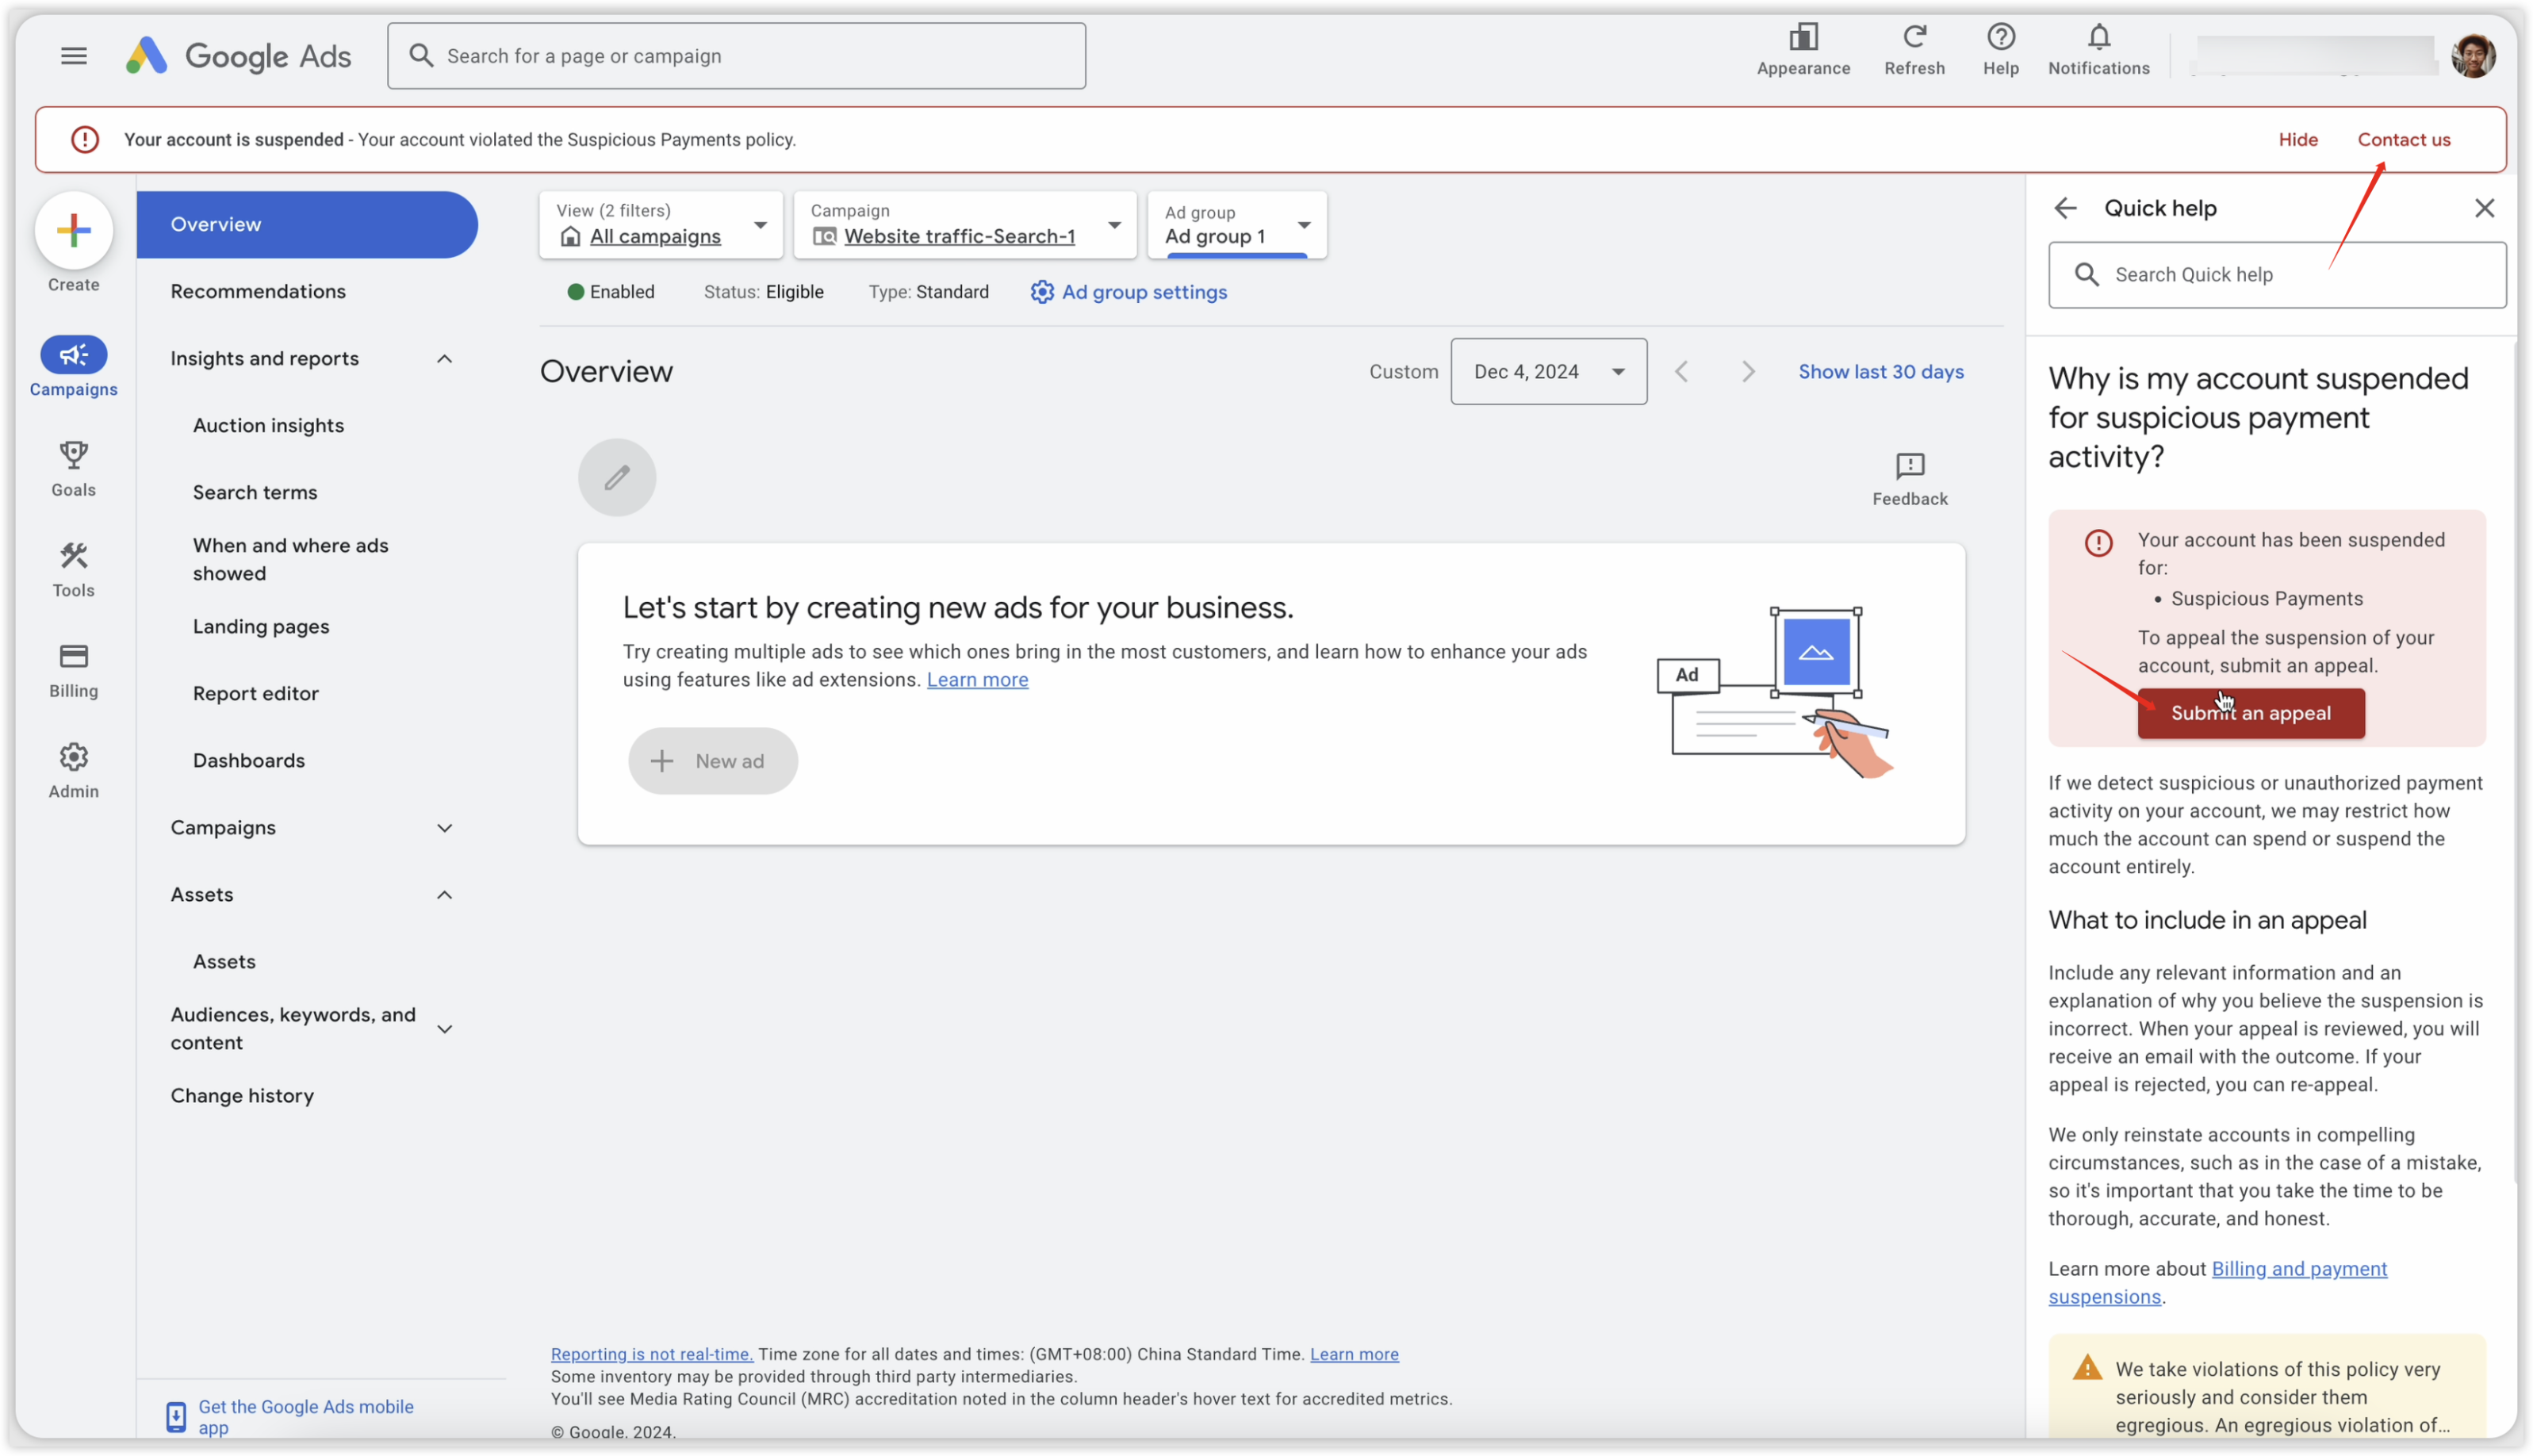 Google Ads
Search for a page or campaign
Appearance
Refresh
Help
Notifications
Your account is suspended - Your account violated the Suspicious Payments policy.
Hide
Contact us
Create
Campaigns
Goals
Tools
Billing
Admin
Overview
Recommendations
Insights and reports
Auction insights
Search terms
When and where ads
showed
Landing pages
Report editor
Dashboards
Campaigns
Assets
Assets
Audiences, keywords, and
content
Change history
Get the Google Ads mobile
app
View (2 filters)
All campaigns
Campaign
Website traffic-Search-1
Ad group
Ad group 1
Enabled
Status: Eligible
Type: Standard
Ad group settings
Overview
Custom
Dec 4, 2024
Show last 30 days
Feedback
Let's start by creating new ads for your business.
Try creating multiple ads to see which ones bring in the most customers, and learn how to enhance your ads
using features like ad extensions. Learn more
New ad
Ad
Reporting is not real-time. Time zone for all dates and times: (GMT+08:00) China Standard Time. Learn more
Some inventory may be provided through third party intermediaries.
You'll see Media Rating Council (MRC) accreditation noted in the column header's hover text for accredited metrics.
© Google, 2024.
Quick help
Search Quick help
Why is my account suspended
for suspicious payment
activity?
Your account has been suspended
for:
• Suspicious Payments
To appeal the suspension of your
account, submit an appeal.
Submit an appeal
If we detect suspicious or unauthorized payment
activity on your account, we may restrict how
much the account can spend or suspend the
account entirely.
What to include in an appeal
Include any relevant information and an
explanation of why you believe the suspension is
incorrect. When your appeal is reviewed, you will
receive an email with the outcome. If your
appeal is rejected, you can re-appeal.
We only reinstate accounts in compelling
circumstances, such as in the case of a mistake,
so it's important that you take the time to be
thorough, accurate, and honest.
Learn more about Billing and payment
suspensions.
We take violations of this policy very
seriously and consider them
egregious. An egregious violation of...